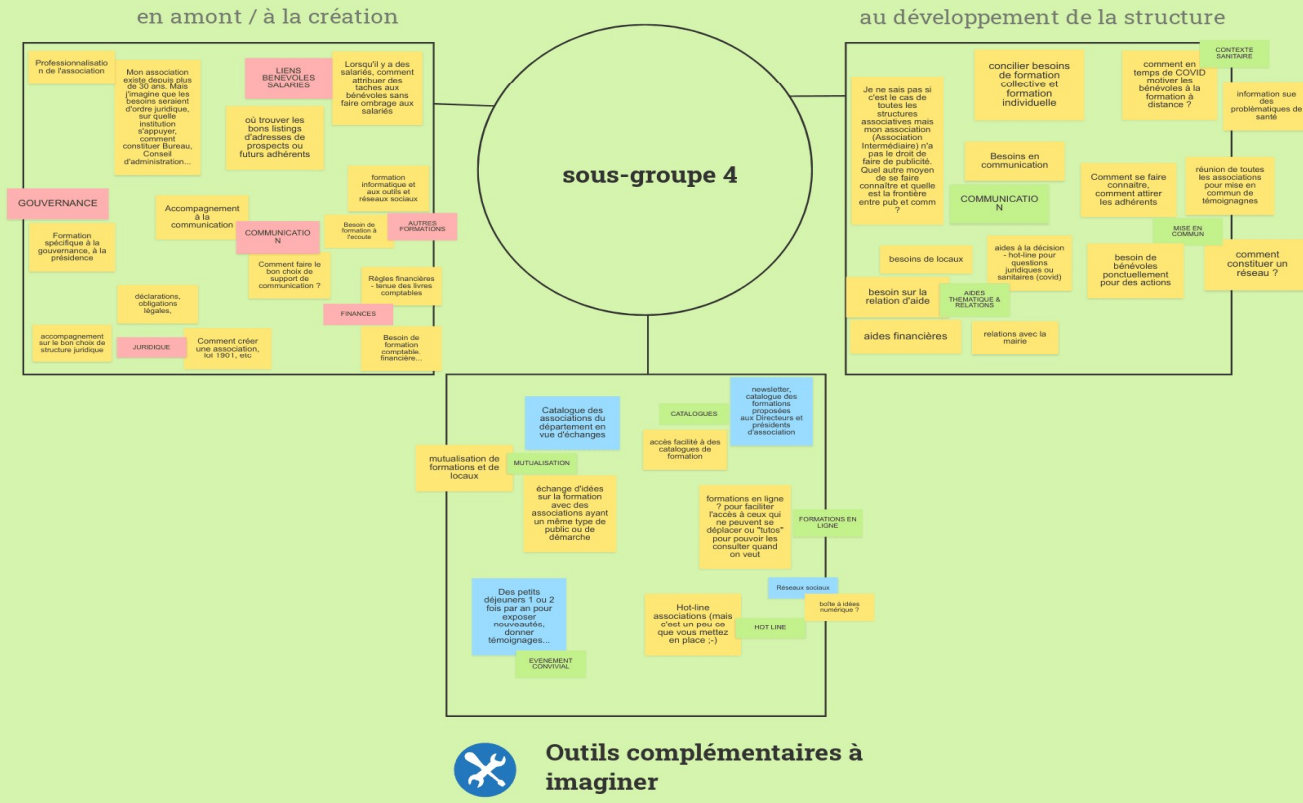 en amont / à la création
au développement de la structure
sous-groupe 4
Professionnalisatio
n de l'association
Mon association
existe depuis plus
de 30 ans. Mais
j'imagine que les
besoins seraient
d'ordre juridique,
sur quelle
institution
s'appuyer,
comment
constituer Bureau,
Conseil
d'administration...
LIENS
BENEVOLES
SALARIES
Lorsqu'il y a des
salariés, comment
attribuer des
taches aux
bénévoles sans
faire ombrage aux
salariés
où trouver les
bons listings
d'adresses de
prospects ou
futurs adhérents
formation
informatique et
aux outils et
réseaux sociaux
GOUVERNANCE
Accompagnement
à la
communication
COMMUNICATIO
N
Besoin de
formation à
l'ecoute
AUTRES
FORMATIONS
Formation
spécifique à la
gouvernance, à la
présidence
Comment faire le
bon choix de
support de
communication ?
Règles financières
- tenue des livres
comptables
déclarations,
obligations
légales,
FINANCES
accompagnement
sur le bon choix de
structure juridique
JURIDIQUE
Comment créer
une association,
loi 1901, etc
Besoin de
formation
comptable,
financière...
Je ne sais pas si
c'est le cas de
toutes les
structures
associatives mais
mon association
(Association
Intermédiaire) n'a
pas le droit de
faire de publicité.
Quel autre moyen
de se faire
connaître et quelle
est la frontière
entre pub et comm
?
concilier besoins
de formation
collective et
formation
individuelle
comment en
temps de COVID
motiver les
bénévoles à la
formation à
distance ?
CONTEXTE
SANITAIRE
information sue
des
problématiques de
santé
Besoins en
communication
COMMUNICATIO
N
Comment se faire
connaitre,
comment attirer
les adhérents
réunion de toutes
les associations
pour mise en
commun de
témoignagnes
MISE EN
COMMUN
besoins de locaux
aides à la décision
- hot-line pour
questions
juridiques ou
sanitaires (covid)
besoin de
bénévoles
ponctuellement
pour des actions
comment
constituer un
réseau ?
besoin sur la
relation d'aide
AIDES
THEMATIQUE &
RELATIONS
aides financières
relations avec la
mairie
Catalogue des
associations du
département en
vue d'échanges
CATALOGUES
newsletter,
catalogue des
formations
proposées
aux Directeurs et
présidents
d'association
mutualisation de
formations et de
locaux
MUTUALISATION
accès facilité à des
catalogues de
formation
échange d'idées
sur la formation
avec des
associations ayant
un même type de
public ou de
démarche
formations en ligne
? pour faciliter
l'accès à ceux qui
ne peuvent se
déplacer ou "tutos"
pour pouvoir les
consulter quand
on veut
FORMATIONS EN
LIGNE
Des petits
déjeuners 1 ou 2
fois par an pour
exposer
nouveautés,
donner
témoignages...
EVENEMENT
CONVIVIAL
Hot-line
associations (mais
c'est un peu ce
que vous mettez
en place ;-)
HOT LINE
Réseaux sociaux
boîte à idées
numérique ?
Outils complémentaires à
imaginer